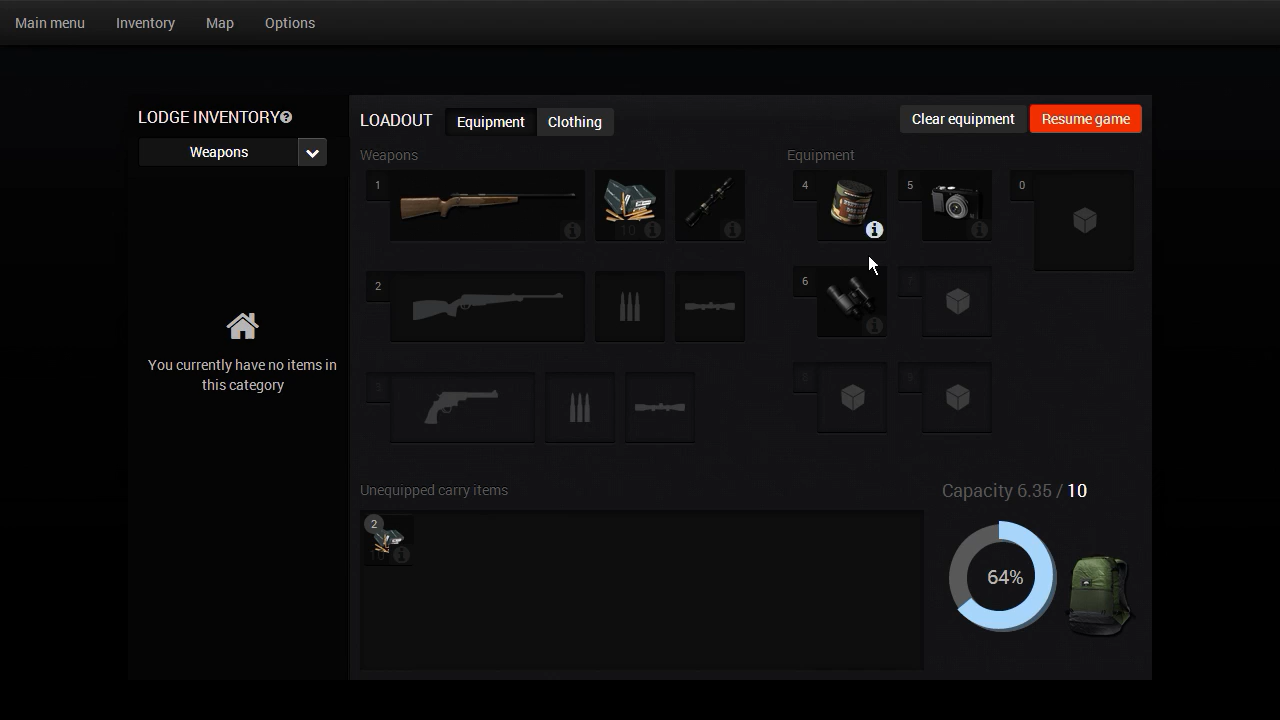 Main menu Inventory Map Options
LODGE INVENTORY
Weapons
You currently have no items in
this category
LOADOUT Equipment Clothing Clear equipment Resume game
Weapons Equipment
1 4 5 0
10
2 6
Unequipped carry items
Capacity 6.35 / 10
2
64%